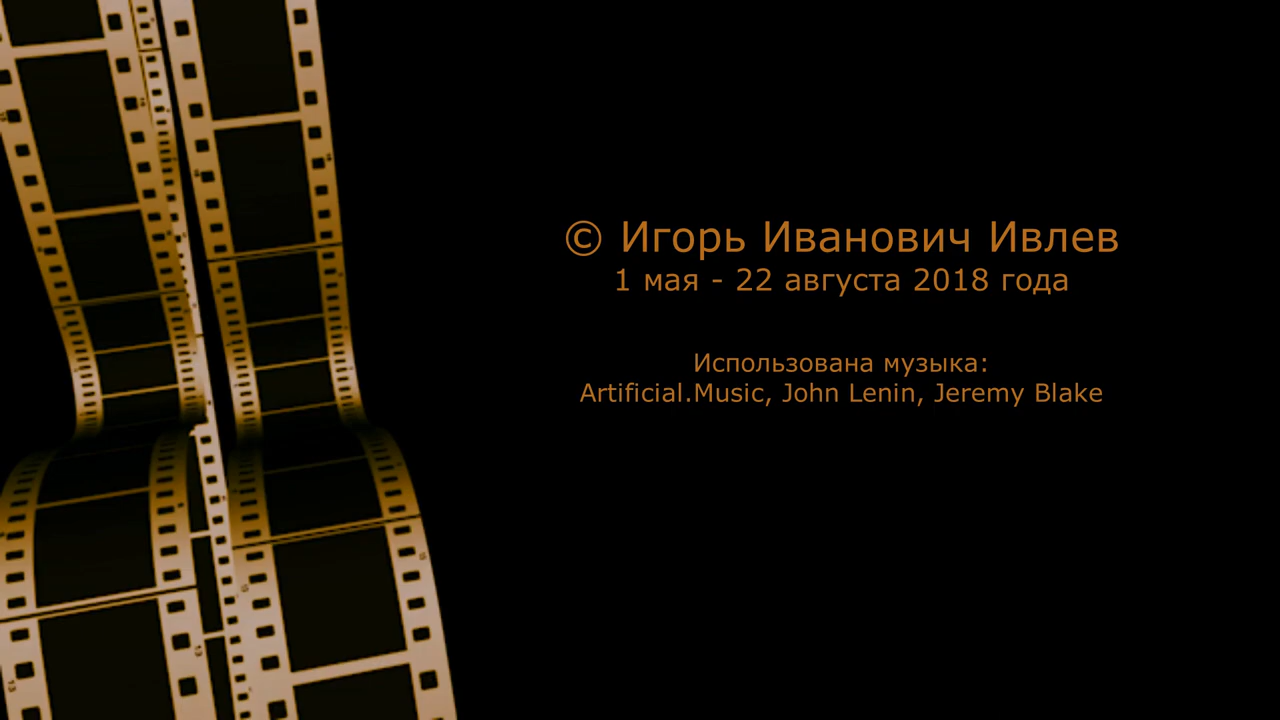 © Игорь Иванович Ивлев
1 мая - 22 августа 2018 года
Использована музыка:
Artificial.Music, John Lenin, Jeremy Blake